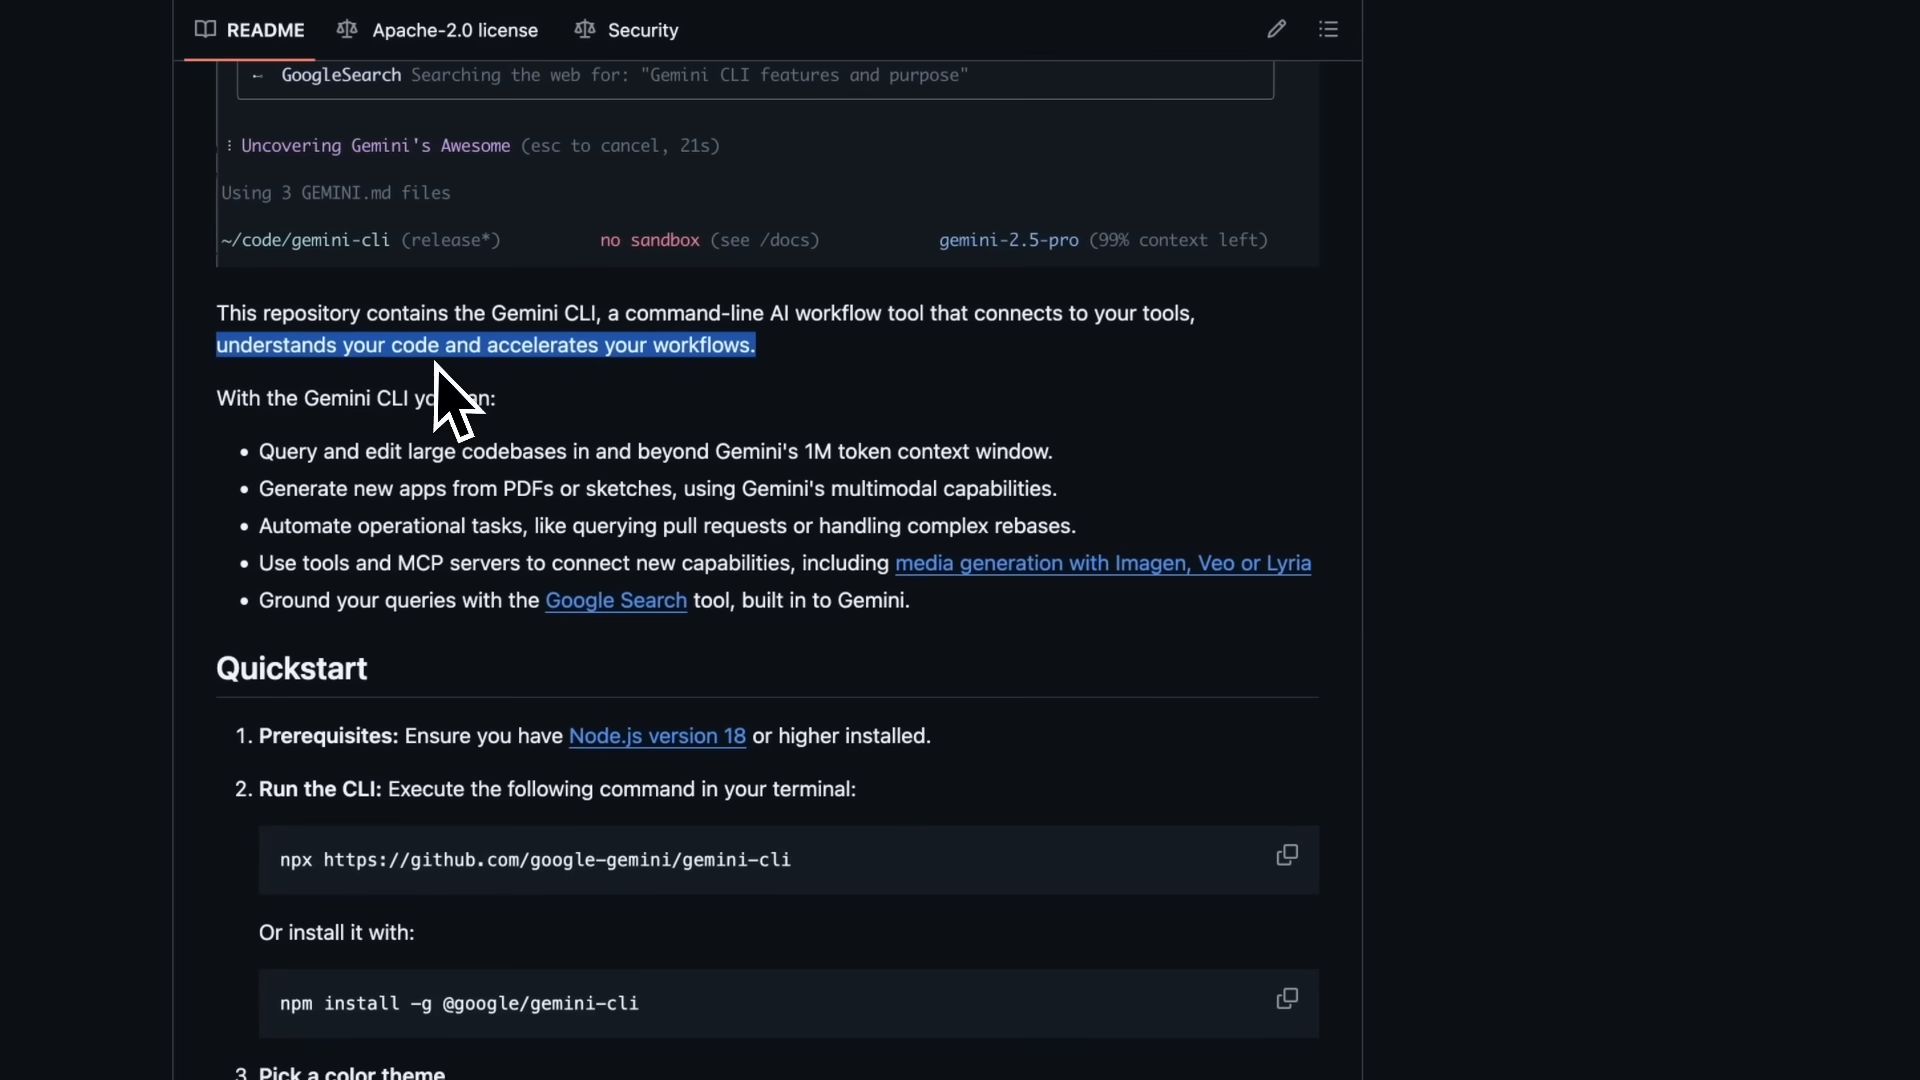 README Apache-2.0 license Security
← GoogleSearch Searching the web for: "Gemini CLI features and purpose"
⠇Uncovering Gemini's Awesome (esc to cancel, 21s)
Using 3 GEMINI.md files
~/code/gemini-cli (release*) no sandbox (see /docs) gemini-2.5-pro (99% context left)
This repository contains the Gemini CLI, a command-line AI workflow tool that connects to your tools,
understands your code and accelerates your workflows.
With the Gemini CLI an:
• Query and edit large codebases in and beyond Gemini's 1M token context window.
• Generate new apps from PDFs or sketches, using Gemini's multimodal capabilities.
• Automate operational tasks, like querying pull requests or handling complex rebases.
• Use tools and MCP servers to connect new capabilities, including media generation with Imagen, Veo or Lyria
• Ground your queries with the Google Search tool, built in to Gemini.
Quickstart
1. Prerequisites: Ensure you have Node.js version 18 or higher installed.
2. Run the CLI: Execute the following command in your terminal:
npx https://github.com/google-gemini/gemini-cli
Or install it with:
npm install -g @google/gemini-cli
3. Pick a color theme